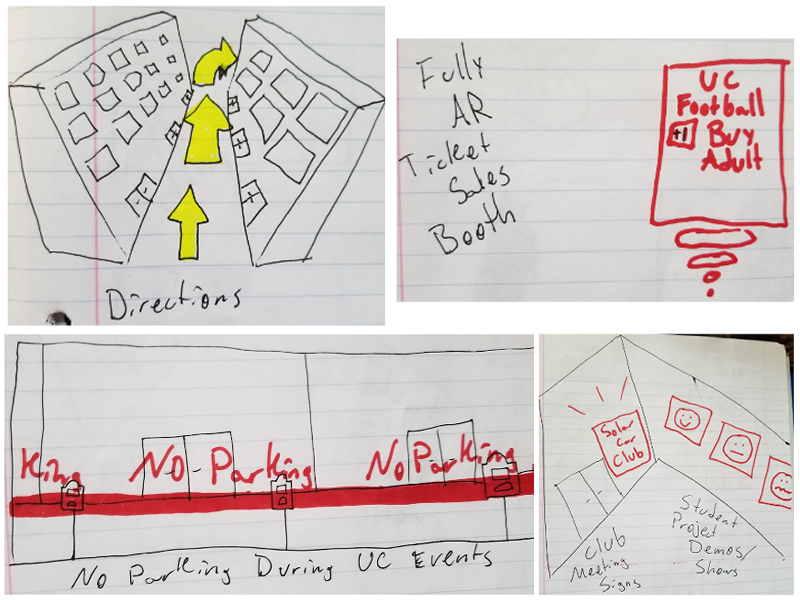 Directions
Fully
AR
Ticket
Sales
Booth
UC
Football
+1 Buy
Adult
King No Parking No Parking
No Parking During UC Events
Solar
Car
Club
Club
Meeting
Signs
Student
Project
Demos/
Shows